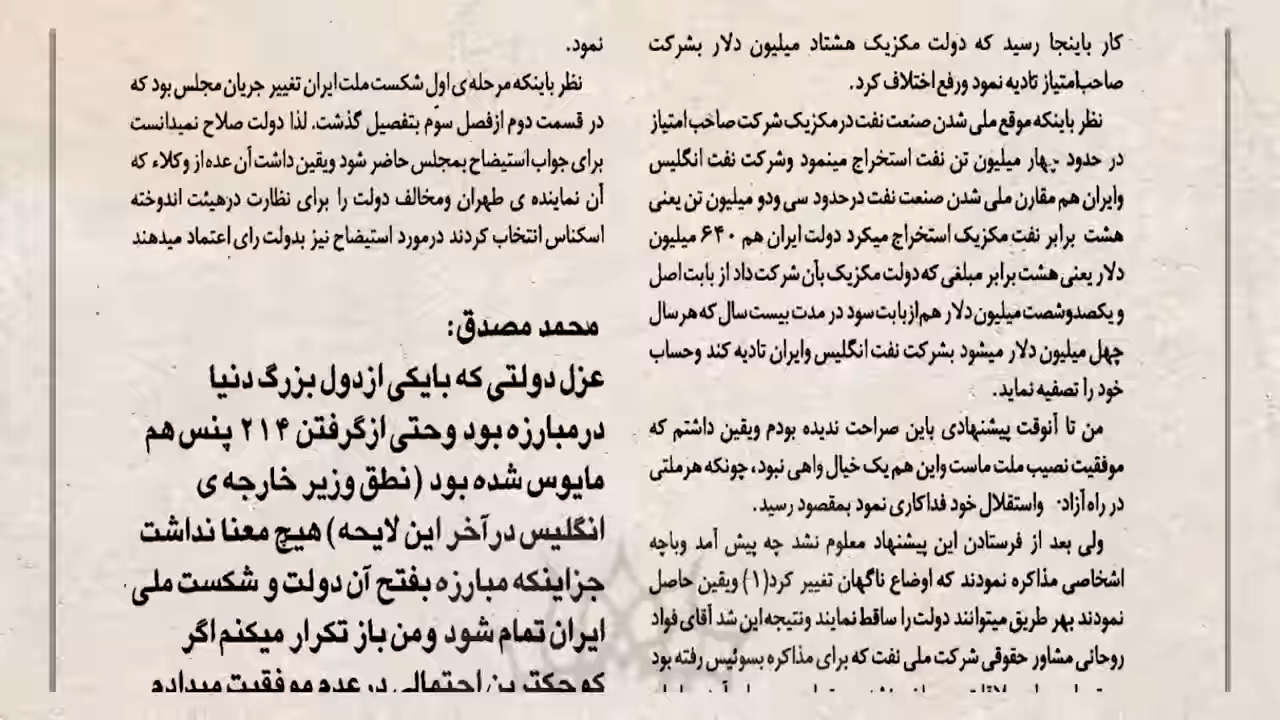 کار باینجا رسید که دولت مکزیک هشتاد میلیون دلار بشرکت
صاحب‌امتیاز تادیه نمود ورفع اختلاف کرد.
نظر باینکه موقع ملی شدن صنعت نفت در مکزیک شرکت صاحب امتیاز
در حدود چهار میلیون تن نفت استخراج مینمود وشرکت نفت انگلیس
وایران هم مقارن ملی شدن صنعت نفت درحدود سی ودو میلیون تن یعنی
هشت برابر نفت مکزیک استخراج میکرد دولت ایران هم ۶۴۰ میلیون
دلار یعنی هشت برابر مبلغی که دولت مکزیک بآن شرکت داد از بابت اصل
و یکصدوشصت میلیون دلار هم ازبابت سود در مدت بیست سال که هر سال
چهل میلیون دلار میشود بشرکت نفت انگلیس وایران تادیه کند وحساب
خود را تصفیه نماید.
من تا آنوقت پیشنهادی باین صراحت ندیده بودم ویقین داشتم که
موفقیت نصیب ملت ماست واین هم یک خیال واهی نبود، چونکه هر ملتی
در راه آزاد واستقلال خود فداکاری نمود بمقصود رسید.
ولی بعد از فرستادن این پیشنهاد معلوم نشد چه پیش آمد وباچه
اشخاصی مذاکره نمودند که اوضاع ناگهان تغییر کرد(۱) ویقین حاصل
نمودند بهر طریق میتوانند دولت را ساقط نمایند ونتیجه این شد آقای فواد
روحانی مشاور حقوقی شرکت ملی نفت که برای مذاکره بسوئیس رفته بود
نمود.
نظر باینکه مرحله‌ی اول شکست ملت ایران تغییر جریان مجلس بود که
در قسمت دوم ازفصل سوّم بتفصیل گذشت. لذا دولت صلاح نمیدانست
برای جواب استیضاح بمجلس حاضر شود ویقین داشت آن عده از وکلاء که
آن نماینده ی طهران ومخالف دولت را برای نظارت درهیئت اندوخته
اسکناس انتخاب کردند درمورد استیضاح نیز بدولت رای اعتماد میدهند
محمد مصدق:
عزل دولتی که بایکی ازدول بزرگ دنیا
درمبارزه بود وحتی ازگرفتن ۲۱۴ پنس هم
مایوس شده بود (نطق وزیر خارجه ی
انگلیس درآخر این لایحه) هیچ معنا نداشت
جزاینکه مبارزه بفتح آن دولت و شکست ملی
ایران تمام شود ومن باز تکرار میکنم اگر
کوچکترین احتمالی در عدم موفقیت میدادم